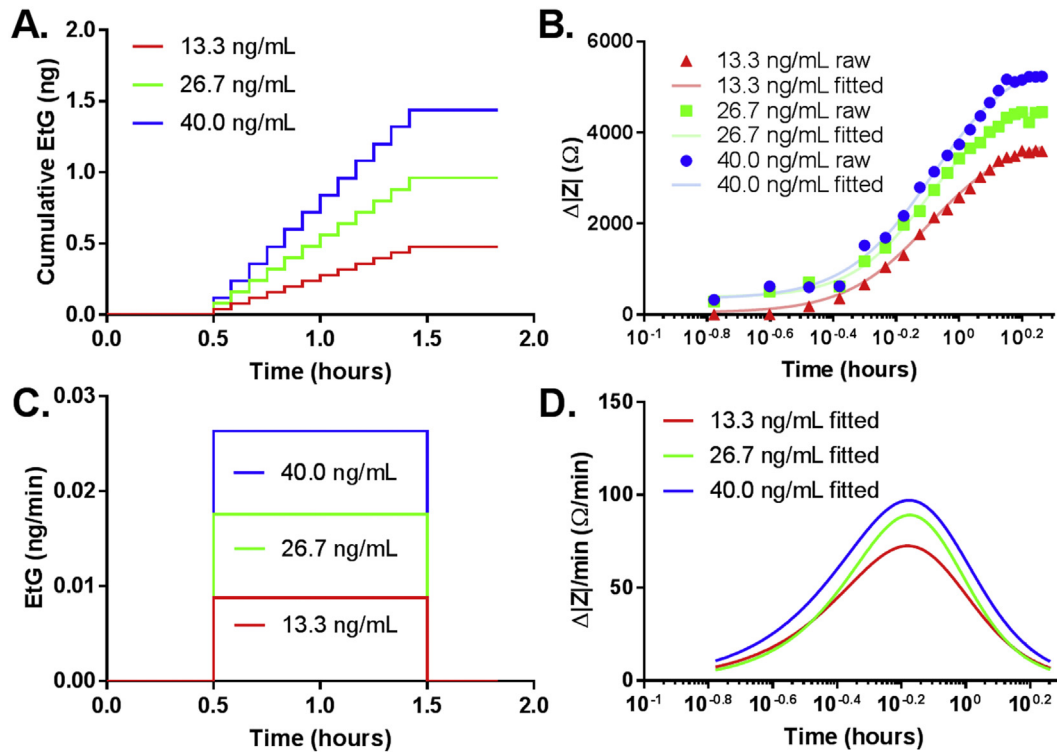 A.
Cumulative EtG (ng)
2.0
1.5
1.0
0.5
0.0
13.3 ng/mL
26.7 ng/mL
40.0 ng/mL
0.0 0.5 1.0 1.5 2.0
Time (hours)
B.
Δ|Z| (Ω)
6000
4000
2000
0
13.3 ng/mL raw
13.3 ng/mL fitted
26.7 ng/mL raw
26.7 ng/mL fitted
40.0 ng/mL raw
40.0 ng/mL fitted
10⁻¹ 10⁻⁰·⁸ 10⁻⁰·⁶ 10⁻⁰·⁴ 10⁻⁰·² 10⁰ 10⁰·²
Time (hours)
C.
EtG (ng/min)
0.03
0.02
0.01
0.00
40.0 ng/mL
26.7 ng/mL
13.3 ng/mL
0.0 0.5 1.0 1.5 2.0
Time (hours)
D.
Δ|Z|/min (Ω/min)
150
100
50
0
13.3 ng/mL fitted
26.7 ng/mL fitted
40.0 ng/mL fitted
10⁻¹ 10⁻⁰·⁸ 10⁻⁰·⁶ 10⁻⁰·⁴ 10⁻⁰·² 10⁰ 10⁰·²
Time (hours)